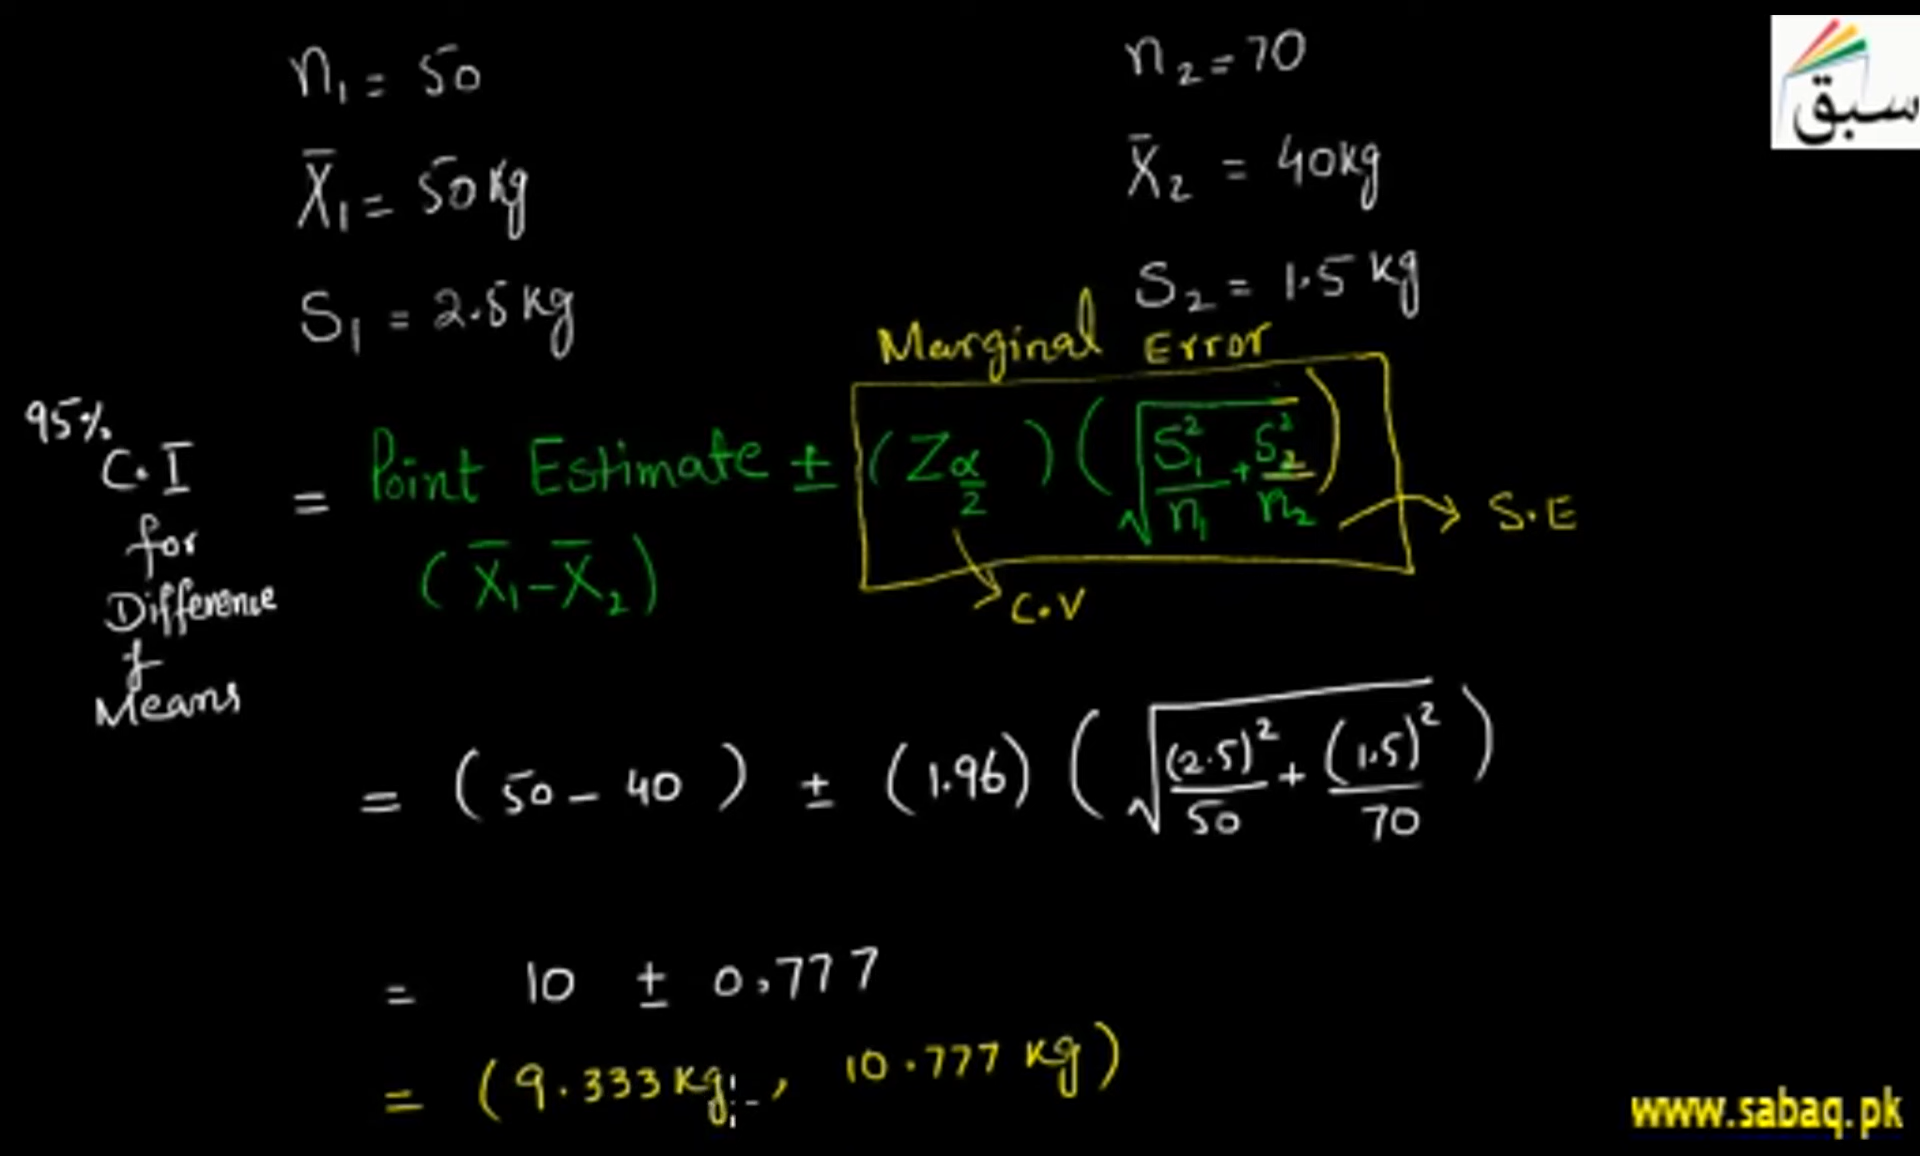 n₁ = 50
n₂ = 70
سبق
X̄₁ = 50 kg
X̄₂ = 40kg
S₁ = 2.5 kg
S₂ = 1.5 kg
Marginal Error
95%
C.I
for
Difference
of
Means
= Point Estimate ± (Z α/2) (√(S₁²/n₁ + S₂²/n₂))
→ S.E
(X̄₁ - X̄₂)
→ C.V
= (50 - 40) ± (1.96) (√((2.5)²/50 + (1.5)²/70))
= 10 ± 0.777
= (9.333 kg, 10.777 kg)
www.sabaq.pk